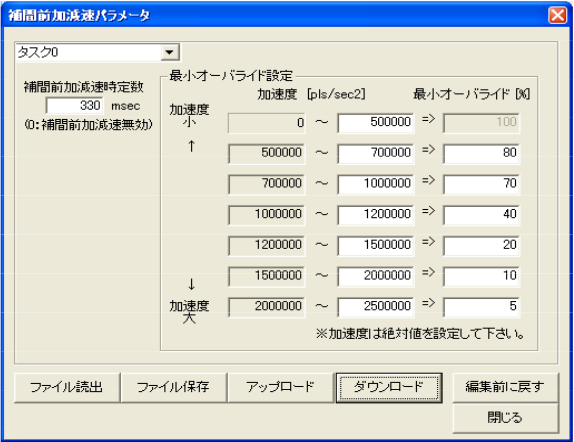 補間前加減速パラメータ
タスク0
補間前加減速時定数
330 msec
(0:補間前加減速無効)
最小オーバライド設定
加速度 [pls/sec2] 最小オーバライド [%]
加速度
小
0 ~ 500000 => 100
↑
500000 ~ 700000 => 80
700000 ~ 1000000 => 70
1000000 ~ 1200000 => 40
1200000 ~ 1500000 => 20
1500000 ~ 2000000 => 10
↓
加速度
大
2000000 ~ 2500000 => 5
※加速度は絶対値を設定して下さい。
ファイル読出 ファイル保存 アップロード ダウンロード 編集前に戻す
閉じる